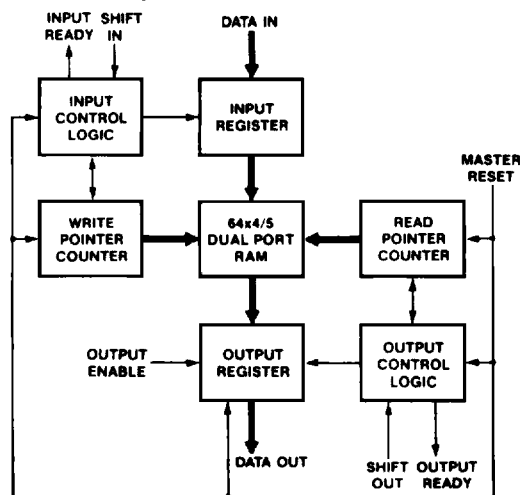 INPUT
READY
SHIFT
IN
DATA IN
INPUT
CONTROL
LOGIC
INPUT
REGISTER
MASTER
RESET
WRITE
POINTER
COUNTER
64x4/5
DUAL PORT
RAM
READ
POINTER
COUNTER
OUTPUT
ENABLE
OUTPUT
REGISTER
OUTPUT
CONTROL
LOGIC
DATA OUT
SHIFT
OUT
OUTPUT
READY